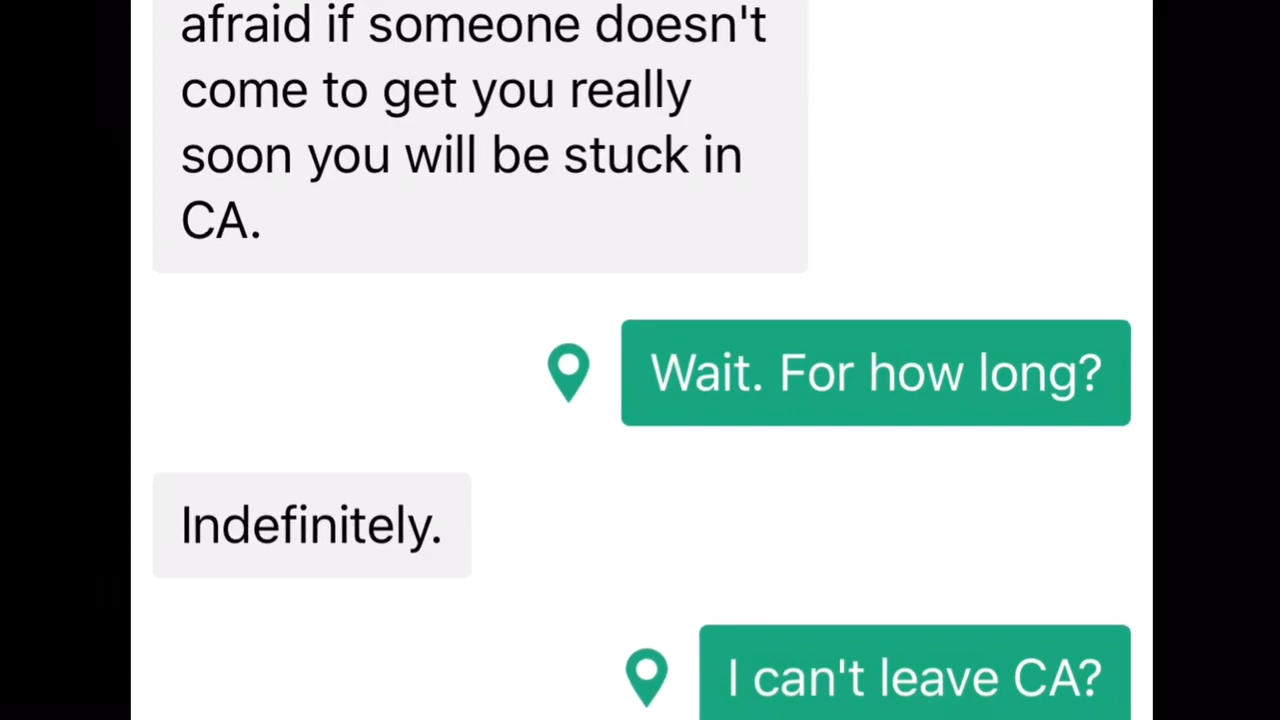 afraid if someone doesn't
come to get you really
soon you will be stuck in
CA.
Wait. For how long?
Indefinitely.
I can't leave CA?